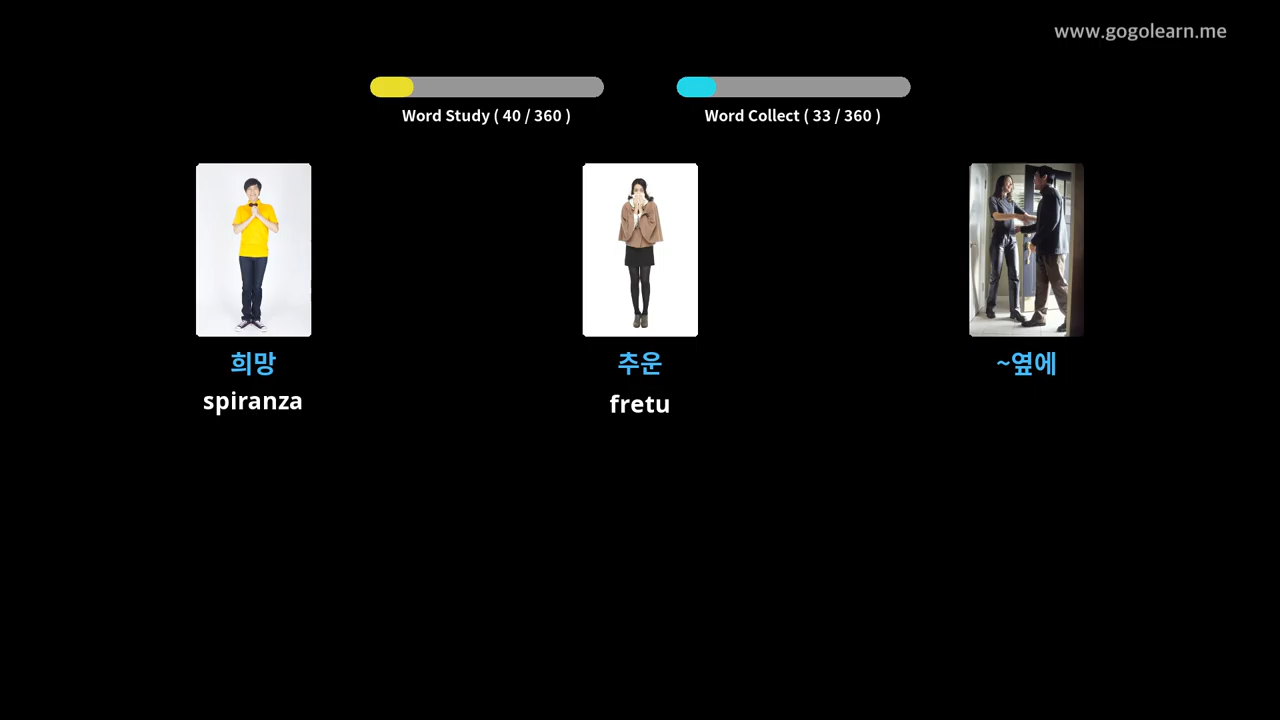 www.gogolearn.me
Word Study ( 40 / 360 )
Word Collect ( 33 / 360 )
희망
추운
~옆에
spiranza
fretu